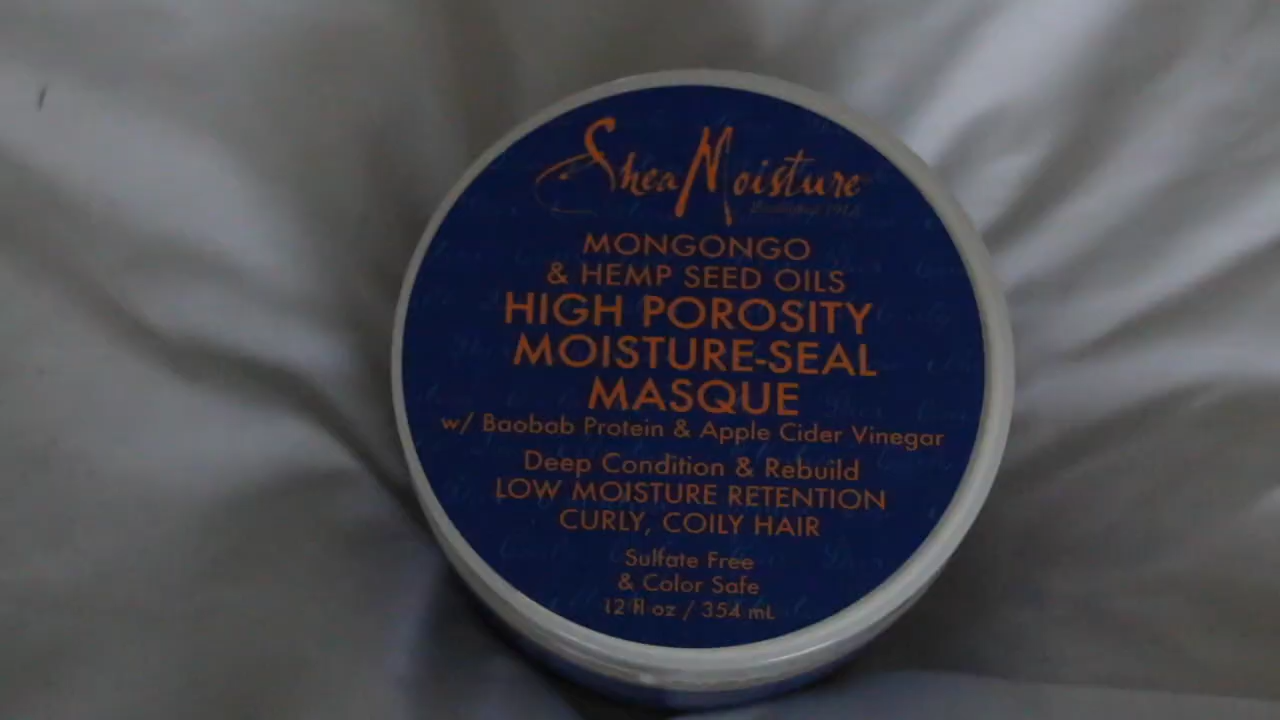 SheaMoisture
MONGONGO
& HEMP SEED OILS
HIGH POROSITY
MOISTURE-SEAL
MASQUE
w/ Baobab Protein & Apple Cider Vinegar
Deep Condition & Rebuild
LOW MOISTURE RETENTION
CURLY, COILY HAIR
Sulfate Free
& Color Safe
12 fl oz / 354 mL